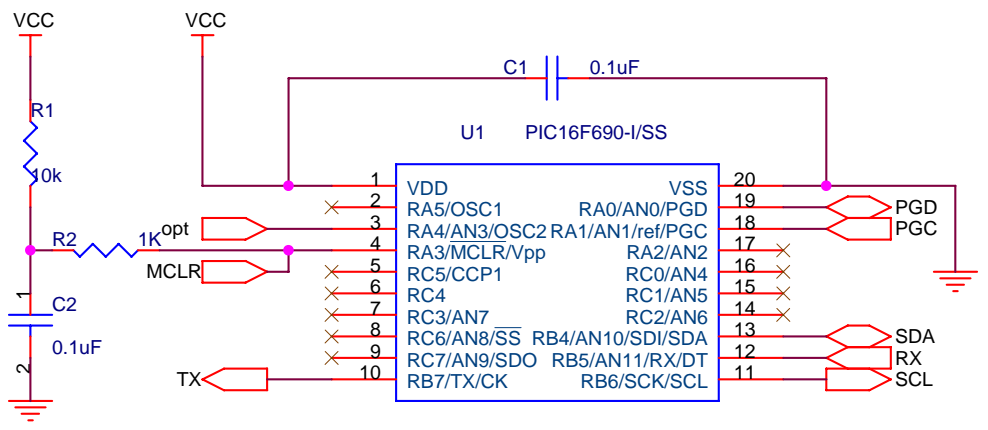 VCC
VCC
C1
0.1uF
R1
10k
U1
PIC16F690-I/SS
1
VDD
VSS
20
2
RA5/OSC1
RA0/AN0/PGD
19
PGD
opt
3
RA4/AN3/OSC2
RA1/AN1/ref/PGC
18
PGC
R2
1K
4
RA3/MCLR/Vpp
RA2/AN2
17
MCLR
5
RC5/CCP1
RC0/AN4
16
6
RC4
RC1/AN5
15
1
C2
7
RC3/AN7
RC2/AN6
14
0.1uF
8
RC6/AN8/SS
RB4/AN10/SDI/SDA
13
SDA
2
9
RC7/AN9/SDO
RB5/AN11/RX/DT
12
RX
TX
10
RB7/TX/CK
RB6/SCK/SCL
11
SCL